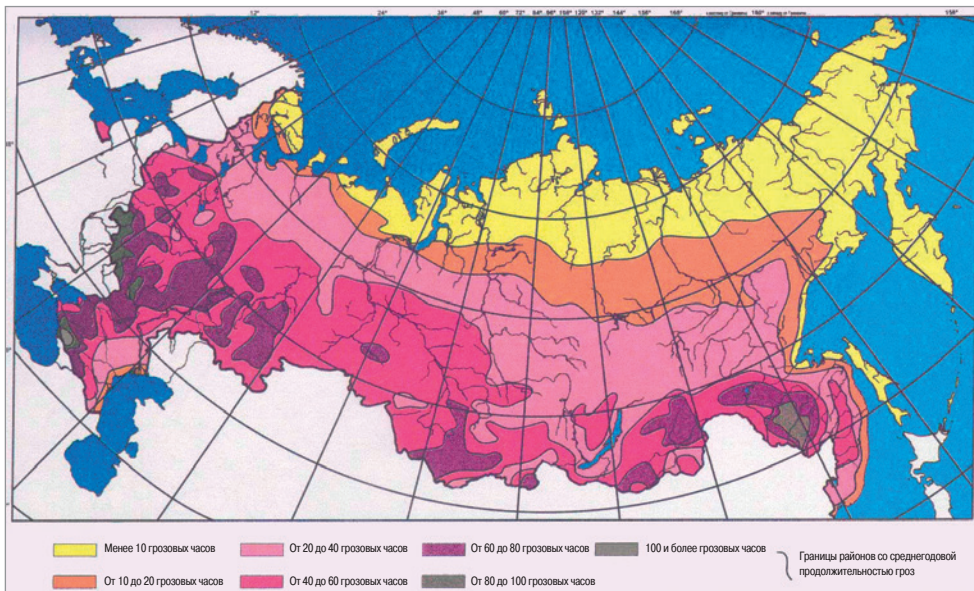 12° 24° 36° 48° 60° 72° 84° 96° 108° 120° 132° 144° 156° 168° 180° 158°
Менее 10 грозовых часов
От 20 до 40 грозовых часов
От 60 до 80 грозовых часов
100 и более грозовых часов
От 10 до 20 грозовых часов
От 40 до 60 грозовых часов
От 80 до 100 грозовых часов
Границы районов со среднегодовой
продолжительностью гроз